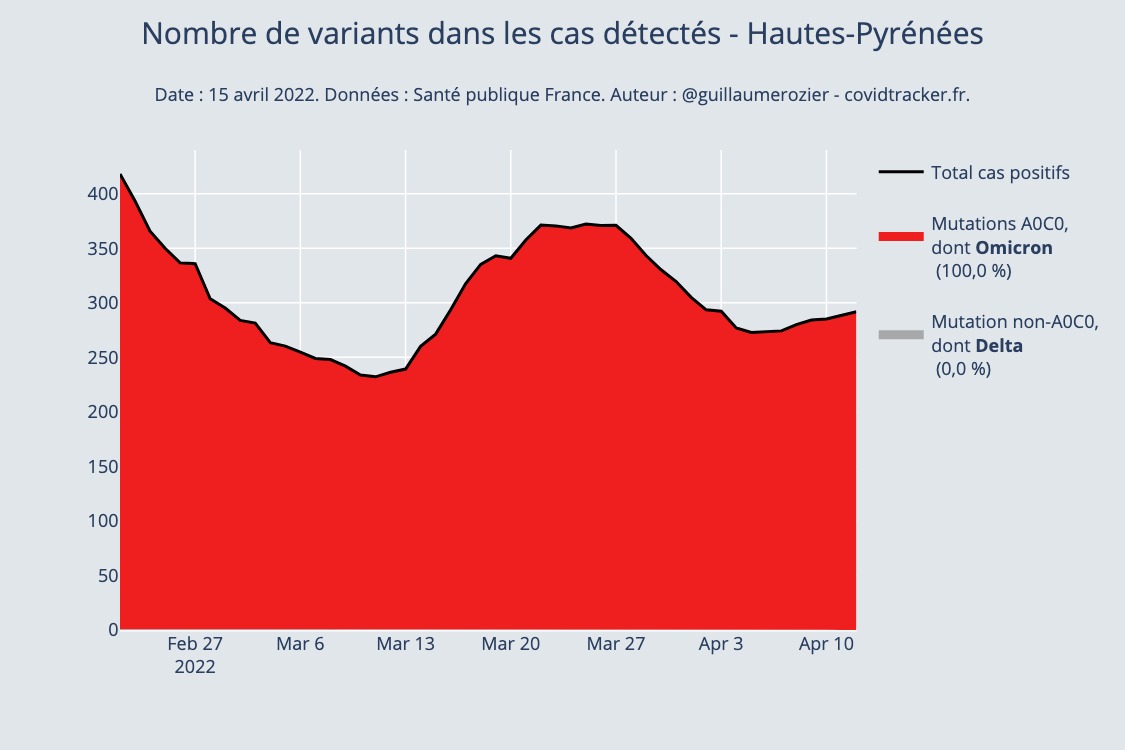 Nombre de variants dans les cas détectés - Hautes-Pyrénées
Date : 15 avril 2022. Données : Santé publique France. Auteur : @guillaumerozier - covidtracker.fr.
Total cas positifs
Mutations A0C0,
dont Omicron
(100,0 %)
Mutation non-A0C0,
dont Delta
(0,0 %)
400
350
300
250
200
150
100
50
0
Feb 27
2022
Mar 6
Mar 13
Mar 20
Mar 27
Apr 3
Apr 10